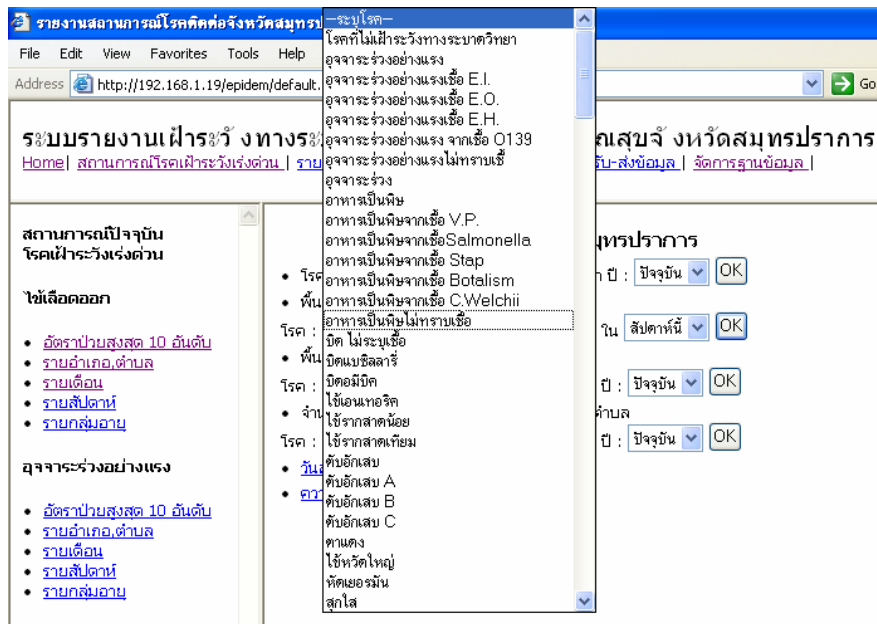 รายงานสถานการณ์โรคติดต่อจังหวัดสมุทรป
File Edit View Favorites Tools Help
Address http://192.168.1.19/epidem/default. Go
ระบบรายงานเฝ้าระวั งทางระ ณสุขจั งหวัดสมุทรปราการ
Home| สถานการณ์โรคเฝ้าระวังเร่งด่วน | ราย รับ-ส่งข้อมูล | จัดการฐานข้อมูล |
สถานการณ์ปัจจุบัน
โรคเฝ้าระวังเร่งด่วน
ไข้เลือดออก
• อัตราป่วยสูงสุด 10 อันดับ
• รายอำเภอ,ตำบล
• รายเดือน
• รายสัปดาห์
• รายกลุ่มอายุ
อุจจาระร่วงอย่างแรง
• อัตราป่วยสูงสุด 10 อันดับ
• รายอำเภอ,ตำบล
• รายเดือน
• รายสัปดาห์
• รายกลุ่มอายุ
—ระบุโรค—
โรคที่ไม่เฝ้าระวังทางระบาดวิทยา
อุจจาระร่วงอย่างแรง
อุจจาระร่วงอย่างแรงเชื้อ E.I.
อุจจาระร่วงอย่างแรงเชื้อ E.O.
อุจจาระร่วงอย่างแรงเชื้อ E.H.
อุจจาระร่วงอย่างแรง จากเชื้อ O139
อุจจาระร่วงอย่างแรงไม่ทราบเชื้
อุจจาระร่วง
อาหารเป็นพิษ
อาหารเป็นพิษจากเชื้อ V.P.
อาหารเป็นพิษจากเชื้อSalmonella
อาหารเป็นพิษจากเชื้อ Stap
อาหารเป็นพิษจากเชื้อ Botalism
อาหารเป็นพิษจากเชื้อ C.Welchii
อาหารเป็นพิษไม่ทราบเชื้อ
บิด ไม่ระบุเชื้อ
บิดแบซิลลารี่
บิดอมีบิค
ไข้เอนเทอริค
ไข้รากสาดน้อย
ไข้รากสาดเทียม
ตับอักเสบ
ตับอักเสบ A
ตับอักเสบ B
ตับอักเสบ C
ตาแดง
ไข้หวัดใหญ่
หัดเยอรมัน
สุกใส
มุทรปราการ
• โรค า ปี : ปัจจุบัน OK
• พื้น
โรค : ใน สัปดาห์นี้ OK
• พื้น
โรค : ปี : ปัจจุบัน OK
• จำน ตำบล
โรค : ปี : ปัจจุบัน OK
• วัน
• ควา